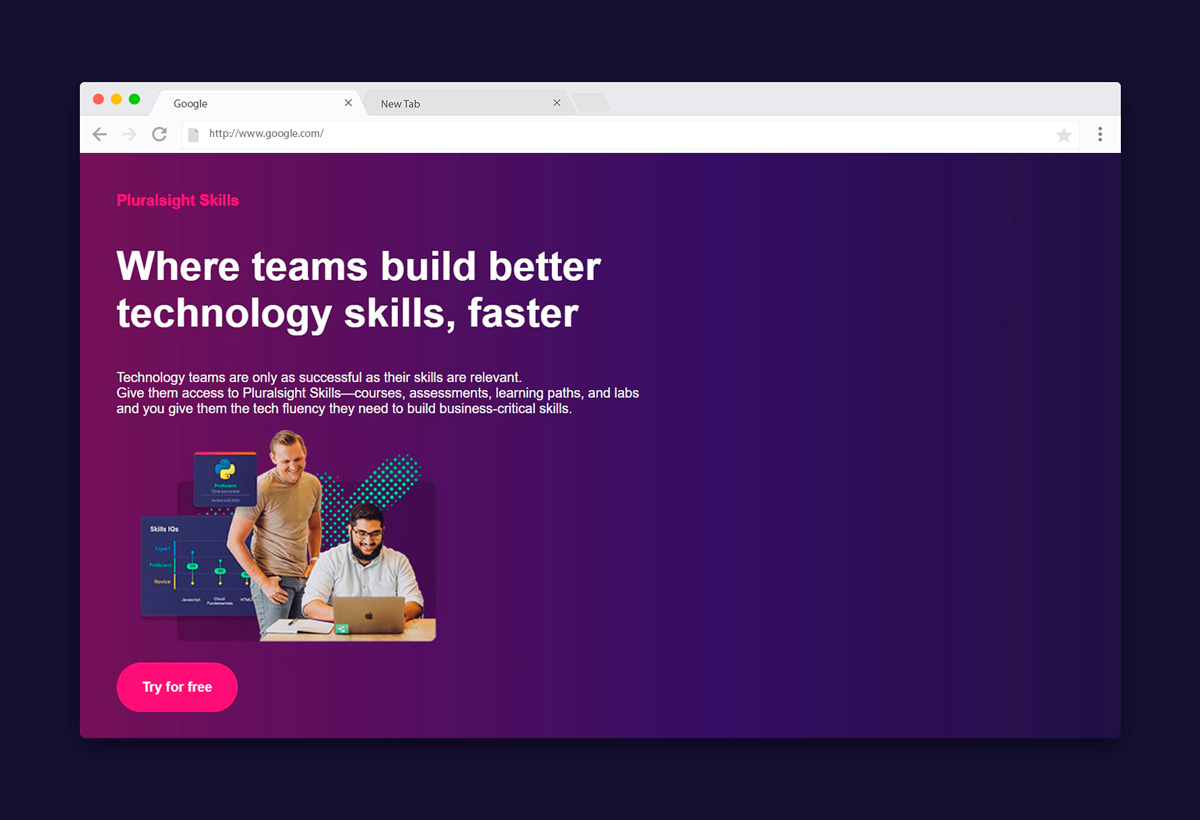 Google
New Tab
http://www.google.com/
Pluralsight Skills
Where teams build better
technology skills, faster
Technology teams are only as successful as their skills are relevant.
Give them access to Pluralsight Skills—courses, assessments, learning paths, and labs
and you give them the tech fluency they need to build business-critical skills.
Proficient
Skills IQs
Expert
Proficient
Novice
Javascript
Cloud
Fundamentals
HTML5
Try for free